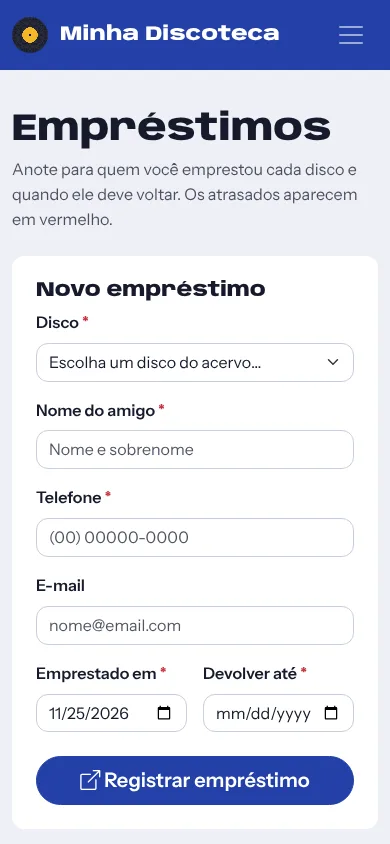 Minha Discoteca
Empréstimos
Anote para quem você emprestou cada disco e
quando ele deve voltar. Os atrasados aparecem
em vermelho.
Novo empréstimo
Disco *
Escolha um disco do acervo...
Nome do amigo *
Nome e sobrenome
Telefone *
(00) 00000-0000
E-mail
nome@email.com
Emprestado em * Devolver até *
11/25/2026 mm/dd/yyyy
Registrar empréstimo